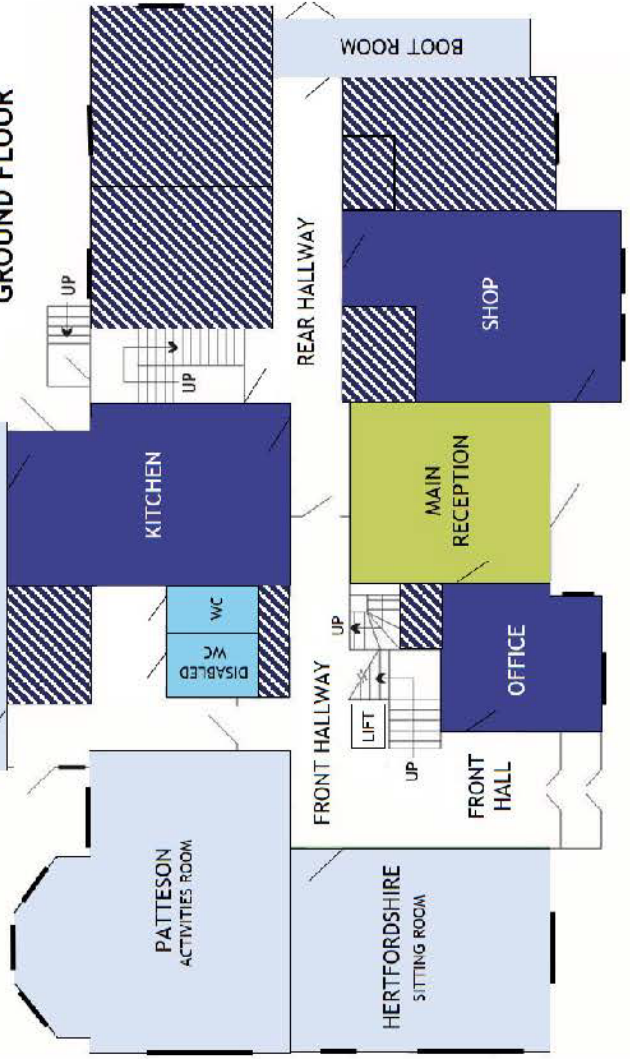 GROUND FLOOR
BOOT ROOM
UP
UP
REAR HALLWAY
SHOP
KITCHEN
MAIN
RECEPTION
WC
DISABLED
WC
UP
OFFICE
LIFT
UP
FRONT HALLWAY
FRONT
HALL
PATTESON
ACTIVITIES ROOM
HERTFORDSHIRE
SITTING ROOM